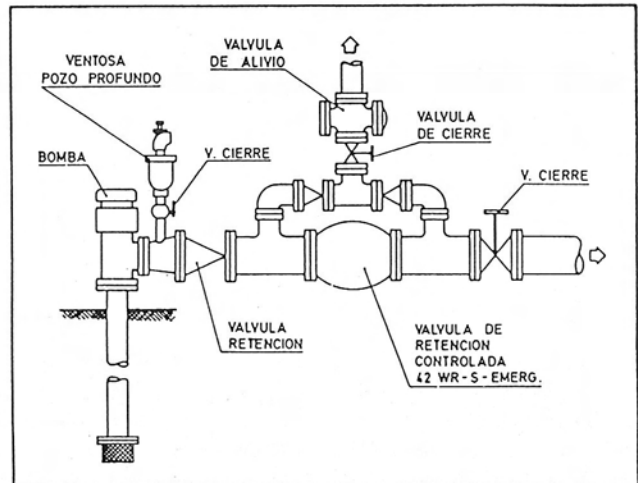 VENTOSA
POZO PROFUNDO
VALVULA
DE ALIVIO
VALVULA
DE CIERRE
BOMBA
V. CIERRE
V. CIERRE
VALVULA
RETENCION
VALVULA DE
RETENCION
CONTROLADA
42 WR-S-EMERG.